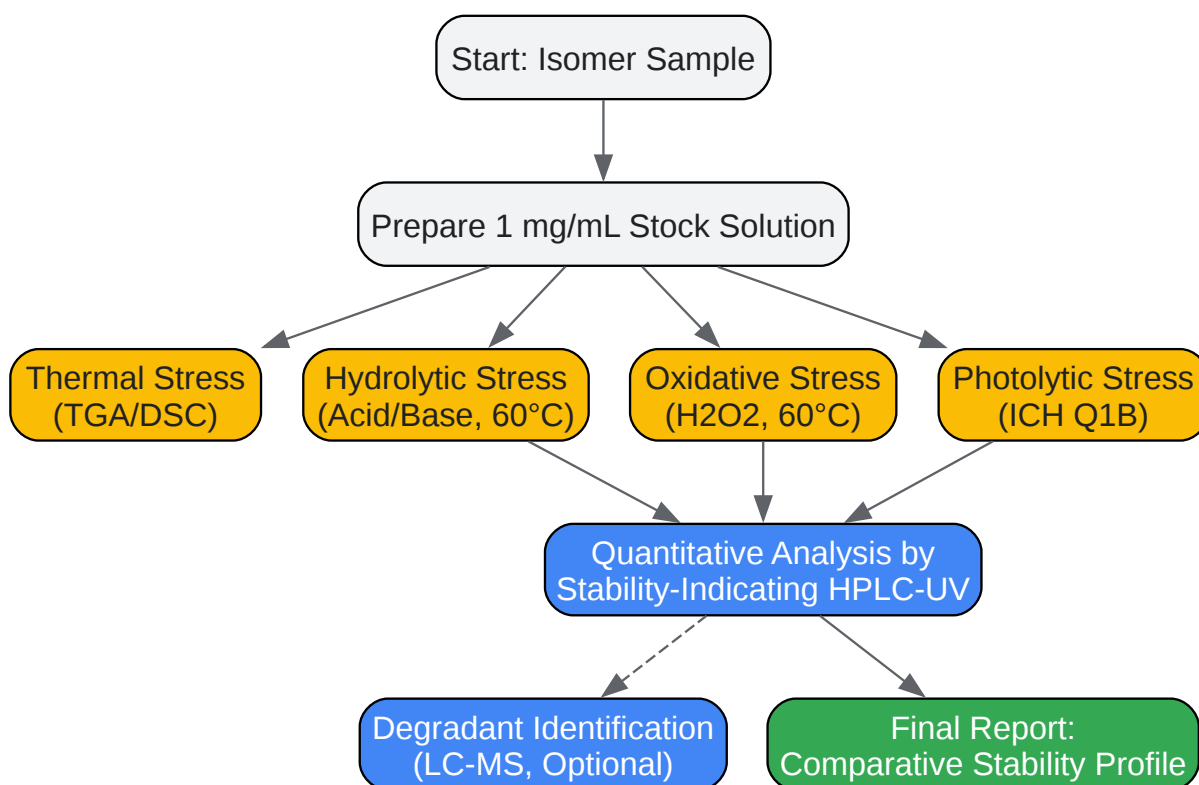 Start: Isomer Sample
Prepare 1 mg/mL Stock Solution
Thermal Stress
(TGA/DSC)
Hydrolytic Stress
(Acid/Base, 60°C)
Oxidative Stress
(H2O2, 60°C)
Photolytic Stress
(ICH Q1B)
Quantitative Analysis by
Stability-Indicating HPLC-UV
Degradant Identification
(LC-MS, Optional)
Final Report:
Comparative Stability Profile